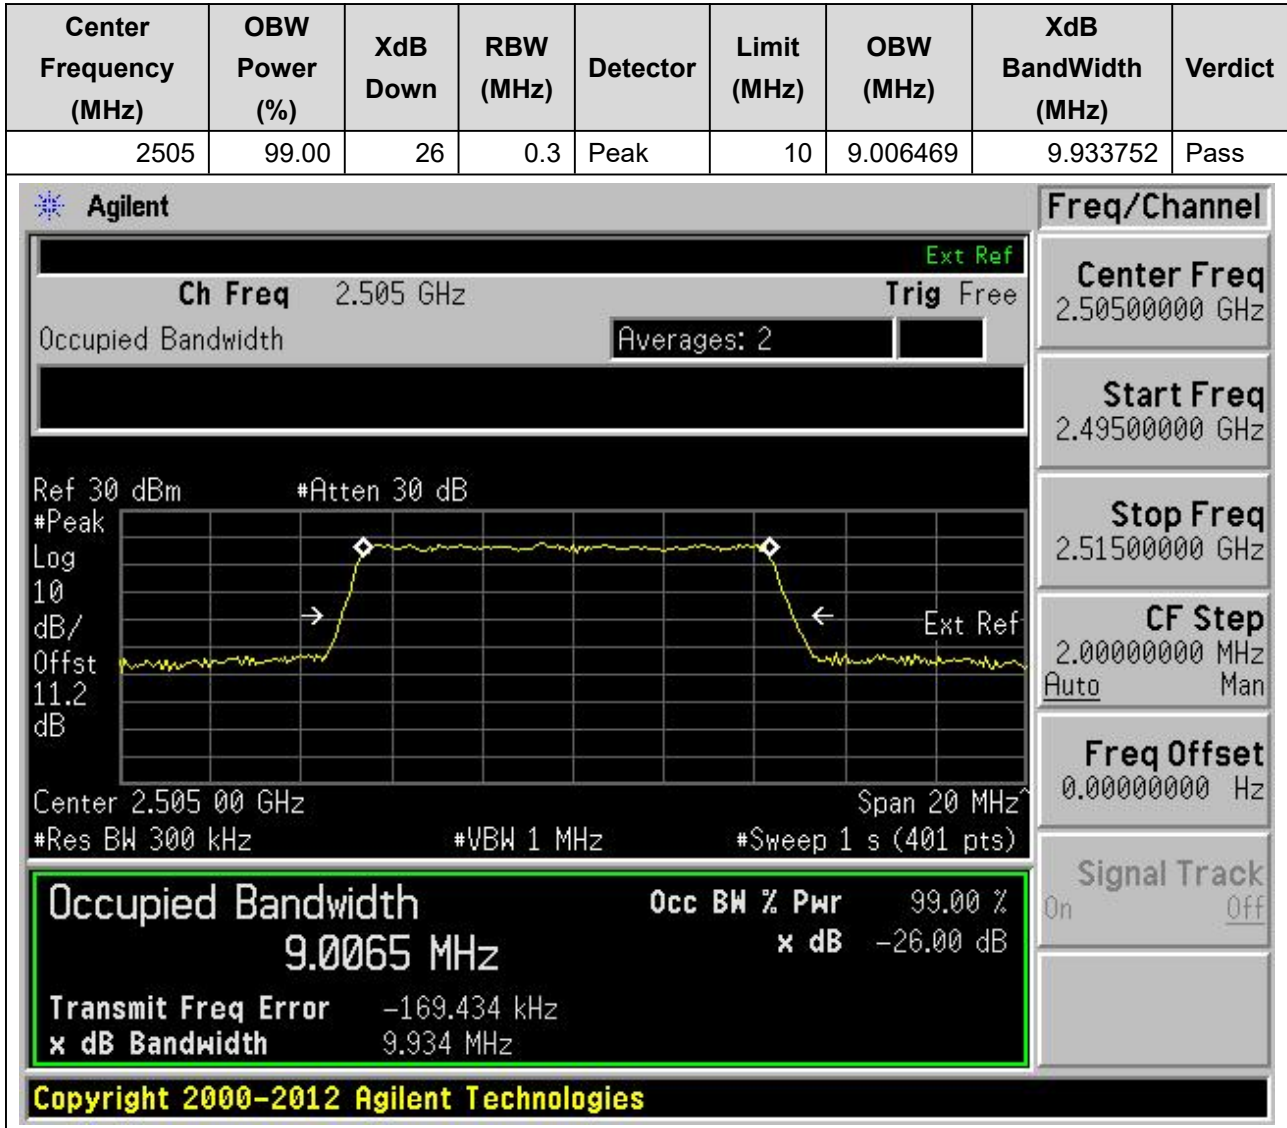 Center Frequency (MHz) OBW Power (%) XdB Down RBW (MHz) Detector Limit (MHz) OBW (MHz) XdB BandWidth (MHz) Verdict
2505 99.00 26 0.3 Peak 10 9.006469 9.933752 Pass
Agilent
Freq/Channel
Ext Ref
Ch Freq 2.505 GHz Trig Free
Occupied Bandwidth Averages: 2
Center Freq
2.50500000 GHz
Start Freq
2.49500000 GHz
Stop Freq
2.51500000 GHz
CF Step
2.00000000 MHz
Auto Man
Freq Offset
0.00000000 Hz
Signal Track
On Off
Ref 30 dBm #Atten 30 dB
#Peak
Log
10
dB/
Offst
11.2
dB
Ext Ref
Center 2.505 00 GHz Span 20 MHz^
#Res BW 300 kHz #VBW 1 MHz #Sweep 1 s (401 pts)
Occupied Bandwidth Occ BW % Pwr 99.00 %
9.0065 MHz x dB -26.00 dB
Transmit Freq Error -169.434 kHz
x dB Bandwidth 9.934 MHz
Copyright 2000-2012 Agilent Technologies